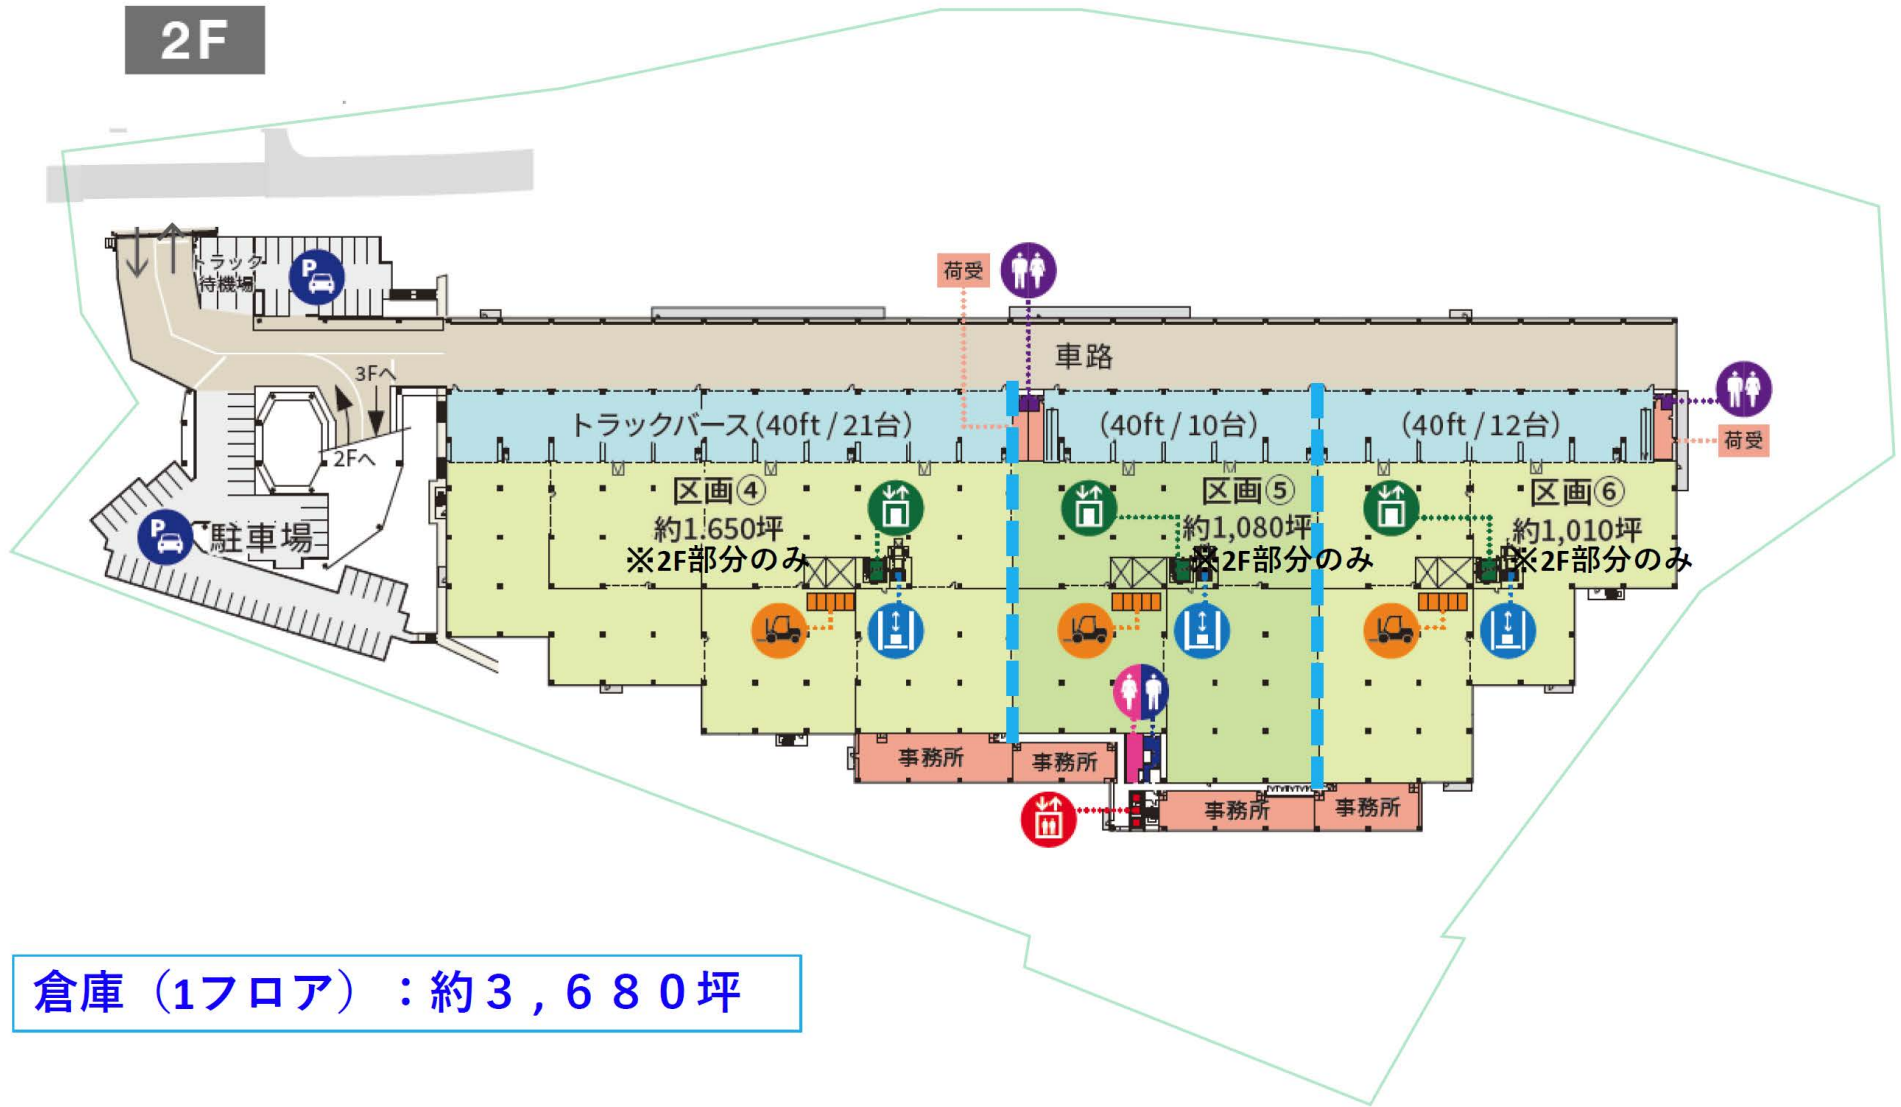 2F
トラック
待機場
P
荷受
車路
3Fへ
2Fへ
トラックバース(40ft / 21台)
(40ft / 10台)
(40ft / 12台)
荷受
区画④
約1.650坪
※2F部分のみ
区画⑤
約1,080坪
※2F部分のみ
区画⑥
約1,010坪
※2F部分のみ
P
駐車場
事務所
事務所
事務所
事務所
倉庫（1フロア）：約３,６８０坪